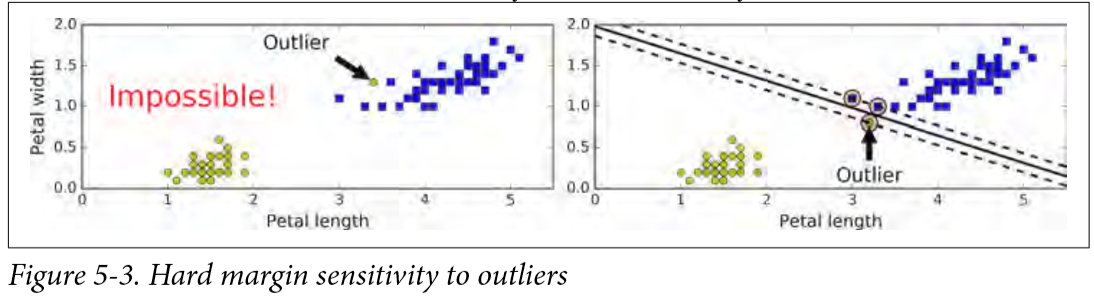 2.0
1.5
1.0
0.5
0.0
Petal width
Outlier
Impossible!
0 1 2 3 4 5
Petal length
2.0
1.5
1.0
0.5
0.0
Outlier
0 1 2 3 4 5
Petal length
Figure 5-3. Hard margin sensitivity to outliers